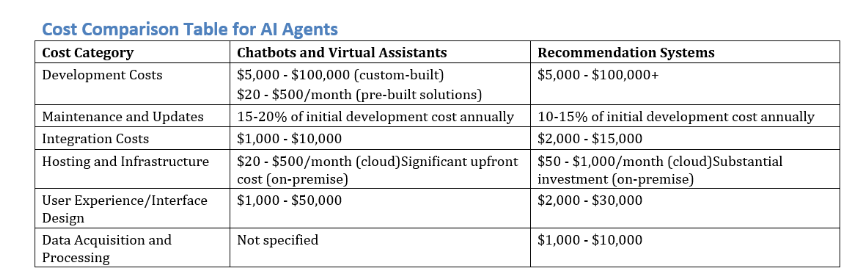 Cost Comparison Table for AI Agents
Cost Category Chatbots and Virtual Assistants Recommendation Systems
Development Costs $5,000 - $100,000 (custom-built) $5,000 - $100,000+
$20 - $500/month (pre-built solutions)
Maintenance and Updates 15-20% of initial development cost annually 10-15% of initial development cost annually
Integration Costs $1,000 - $10,000 $2,000 - $15,000
Hosting and Infrastructure $20 - $500/month (cloud)Significant upfront $50 - $1,000/month (cloud)Substantial
cost (on-premise) investment (on-premise)
User Experience/Interface $1,000 - $50,000 $2,000 - $30,000
Design
Data Acquisition and Not specified $1,000 - $10,000
Processing